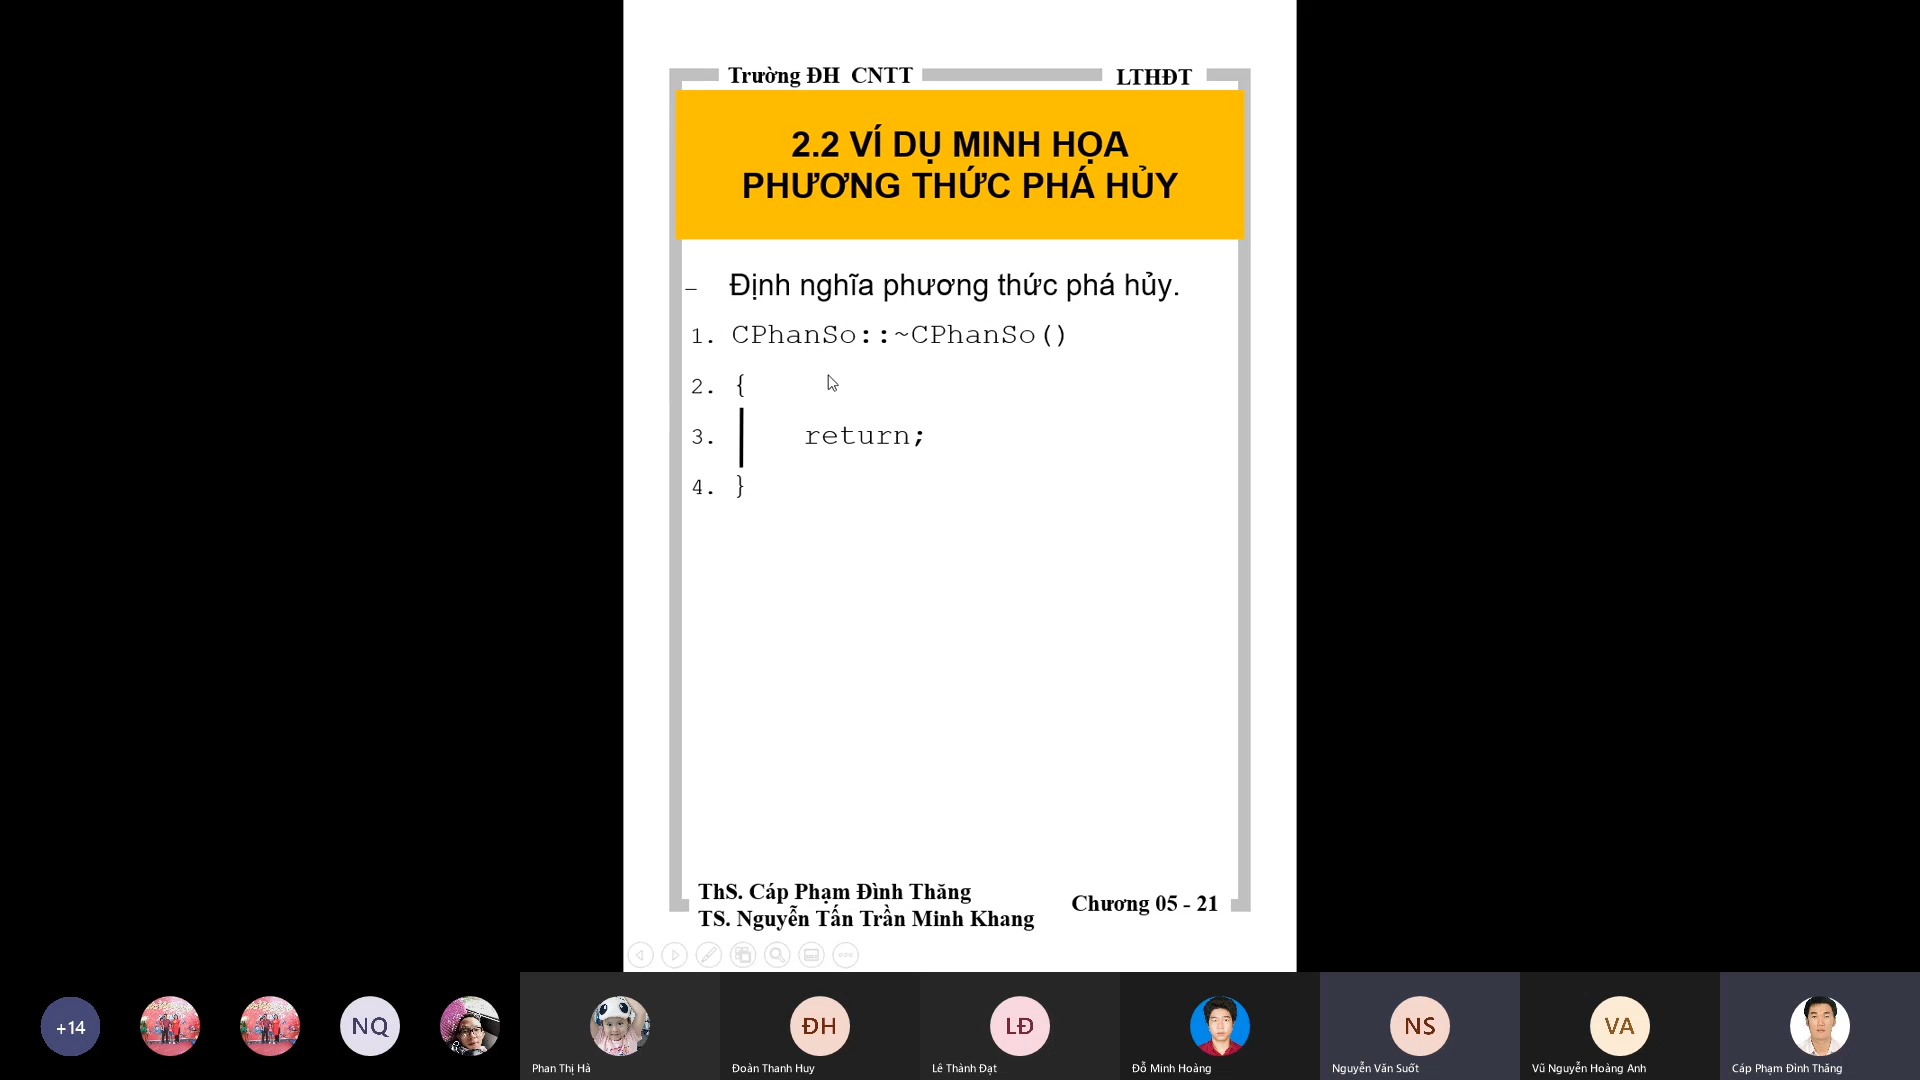 Trường ĐH CNTT
LTHĐT
2.2 VÍ DỤ MINH HỌA
PHƯƠNG THỨC PHÁ HỦY
– Định nghĩa phương thức phá hủy.
1. CPhanSo::~CPhanSo()
2. {
3. return;
4. }
ThS. Cáp Phạm Đình Thăng
TS. Nguyễn Tấn Trần Minh Khang
Chương 05 - 21
+14
NQ
ĐH
LĐ
NS
VA
Phan Thị Hà
Đoàn Thanh Huy
Lê Thành Đạt
Đỗ Minh Hoàng
Nguyễn Văn Suốt
Vũ Nguyễn Hoàng Anh
Cáp Phạm Đình Thăng